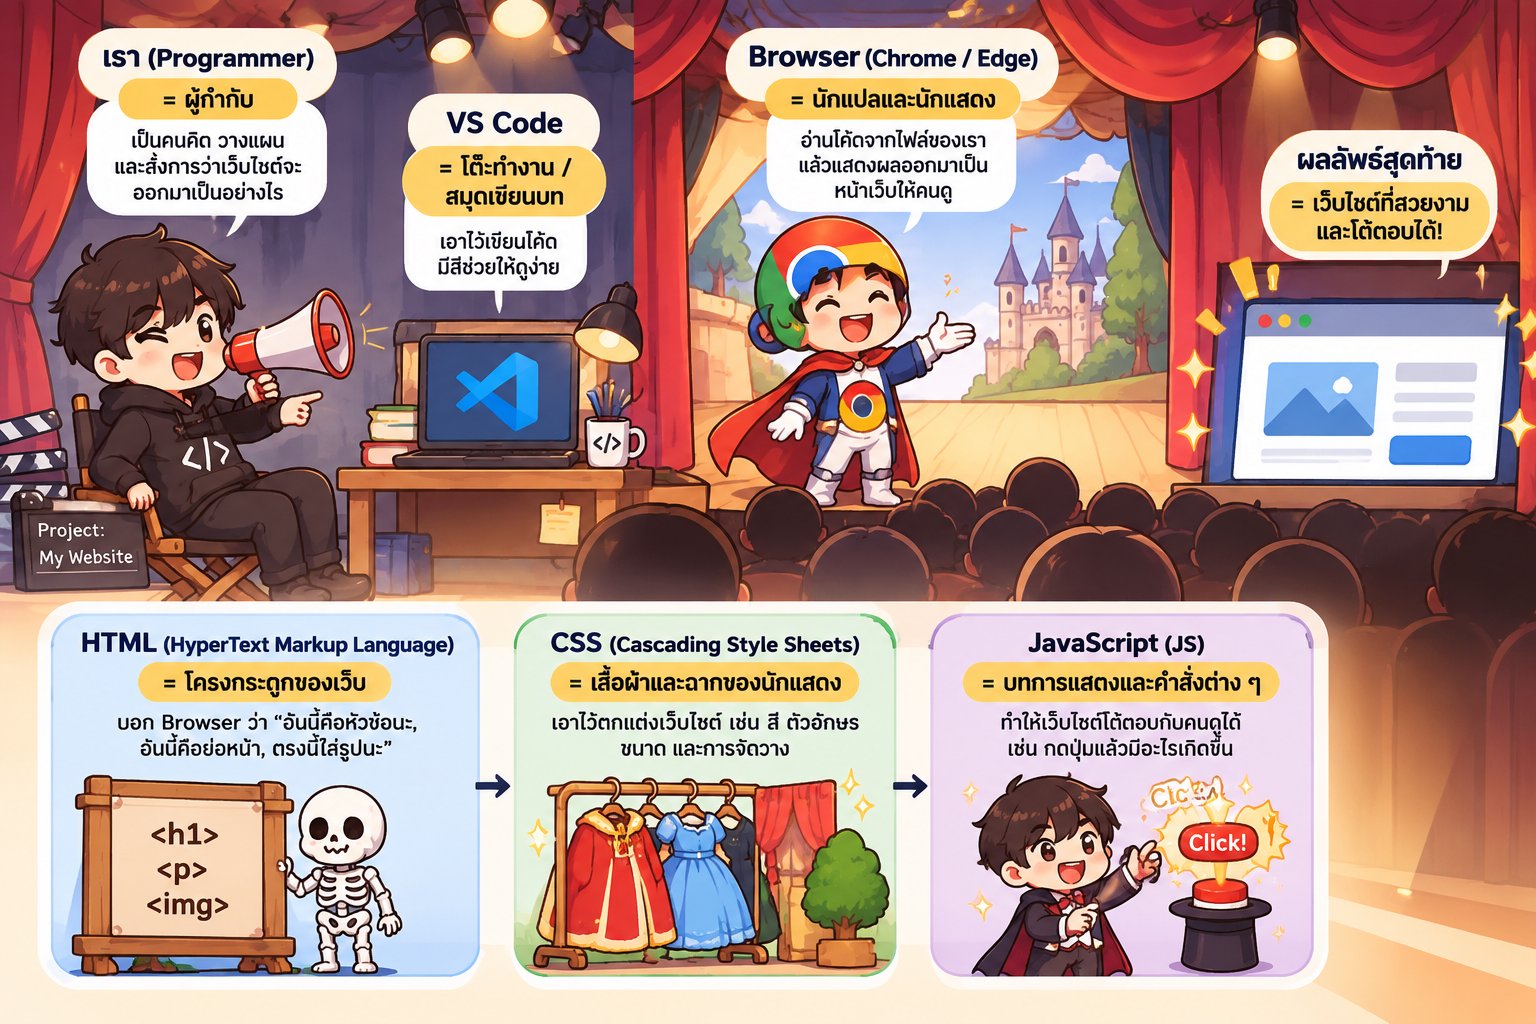 เรา (Programmer)
= ผู้กำกับ
เป็นคนคิด วางแผน
และสั่งการว่าเว็บไซต์จะ
ออกมาเป็นอย่างไร
VS Code
= โต๊ะทำงาน /
สมุดเขียนบท
เอาไว้เขียนโค้ด
มีสีช่วยให้ดูง่าย
Browser (Chrome / Edge)
= นักแปลและนักแสดง
อ่านโค้ดจากไฟล์ของเรา
แล้วแสดงผลออกมาเป็น
หน้าเว็บให้คนดู
ผลลัพธ์สุดท้าย
= เว็บไซต์ที่สวยงาม
และโต้ตอบได้!
</>
</>
Project:
My Website
HTML (HyperText Markup Language)
= โครงกระดูกของเว็บ
บอก Browser ว่า “อันนี้คือหัวข้อนะ,
อันนี้คือย่อหน้า, ตรงนี้ใส่รูปนะ”
<h1>
<p>
<img>
CSS (Cascading Style Sheets)
= เสื้อผ้าและฉากของนักแสดง
เอาไว้ตกแต่งเว็บไซต์ เช่น สี ตัวอักษร
ขนาด และการจัดวาง
JavaScript (JS)
= บทการแสดงและคำสั่งต่าง ๆ
ทำให้เว็บไซต์โต้ตอบกับคนดูได้
เช่น กดปุ่มแล้วมีอะไรเกิดขึ้น
Click!